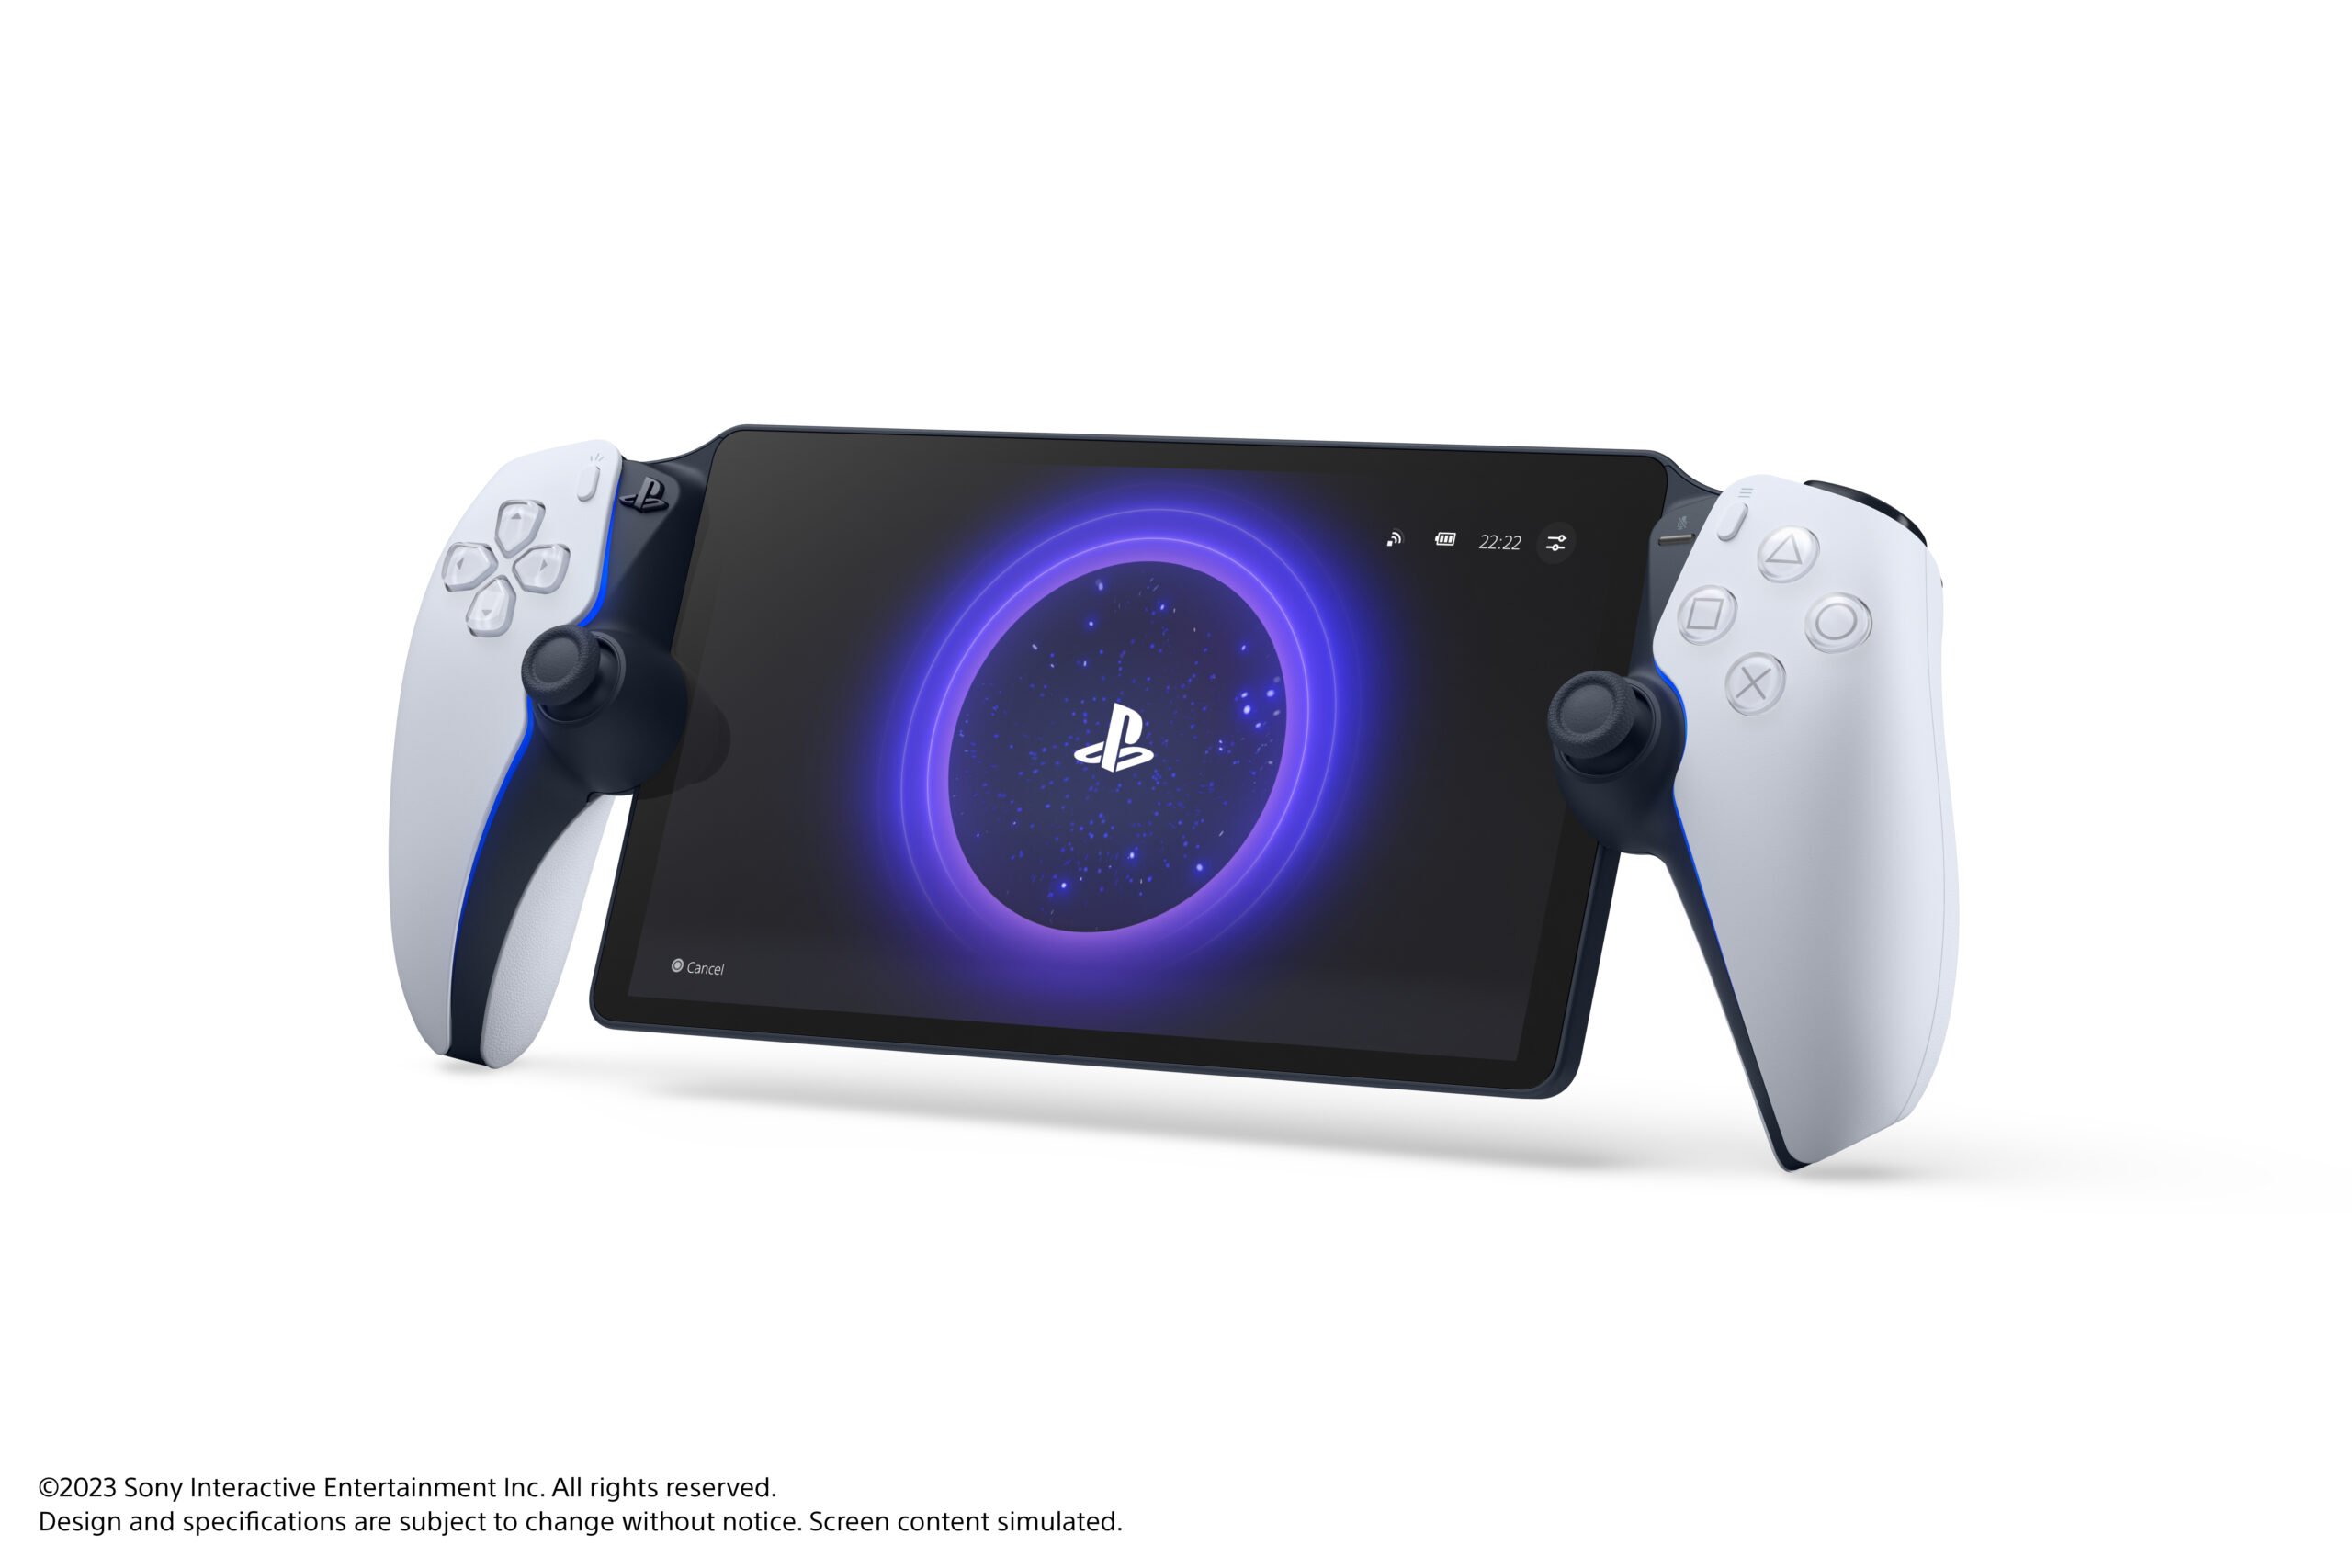 22:22
Cancel
©2023 Sony Interactive Entertainment Inc. All rights reserved.
Design and specifications are subject to change without notice. Screen content simulated.